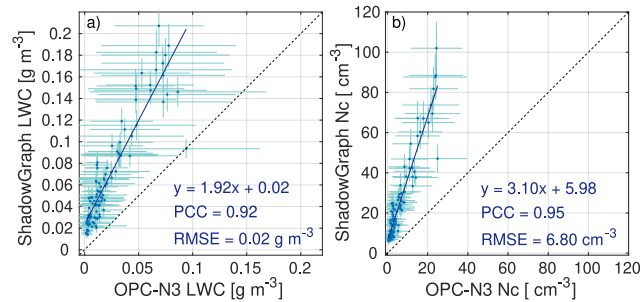 a)
ShadowGraph LWC [g m⁻³]
0.2
0.18
0.16
0.14
0.12
0.1
0.08
0.06
0.04
0.02
0
y = 1.92x + 0.02
PCC = 0.92
RMSE = 0.02 g m⁻³
0 0.05 0.1 0.15 0.2
OPC-N3 LWC [g m⁻³]
b)
ShadowGraph Nc [ cm⁻³]
120
100
80
60
40
20
0
y = 3.10x + 5.98
PCC = 0.95
RMSE = 6.80 cm⁻³
0 20 40 60 80 100 120
OPC-N3 Nc [ cm⁻³]